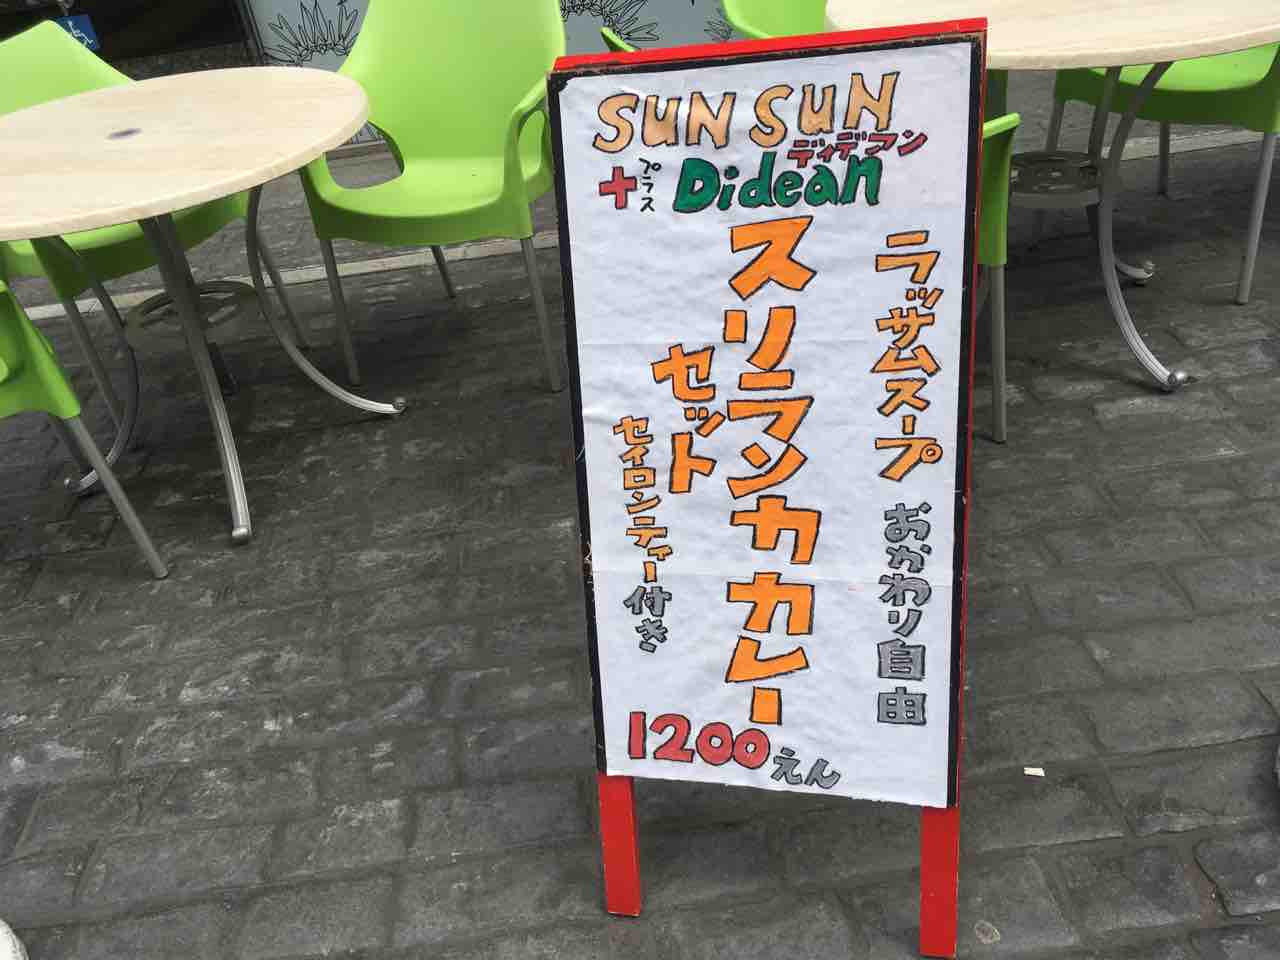 SUN SUN
+プラス Didean ディデアン
ラッサムスープ おかわり自由
スリランカカレー
セット
セイロンティー付き
1200えん